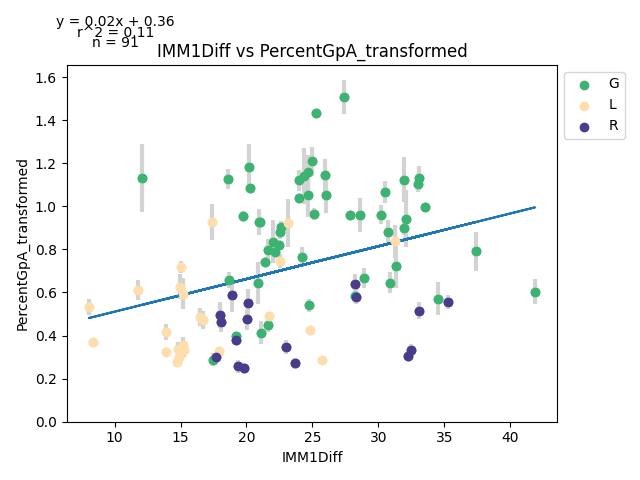 y = 0.02x + 0.36
r^2 = 0.11
n = 91
IMM1Diff vs PercentGpA_transformed
G
L
R
PercentGpA_transformed
1.6
1.4
1.2
1.0
0.8
0.6
0.4
0.2
0.0
10 15 20 25 30 35 40
IMM1Diff